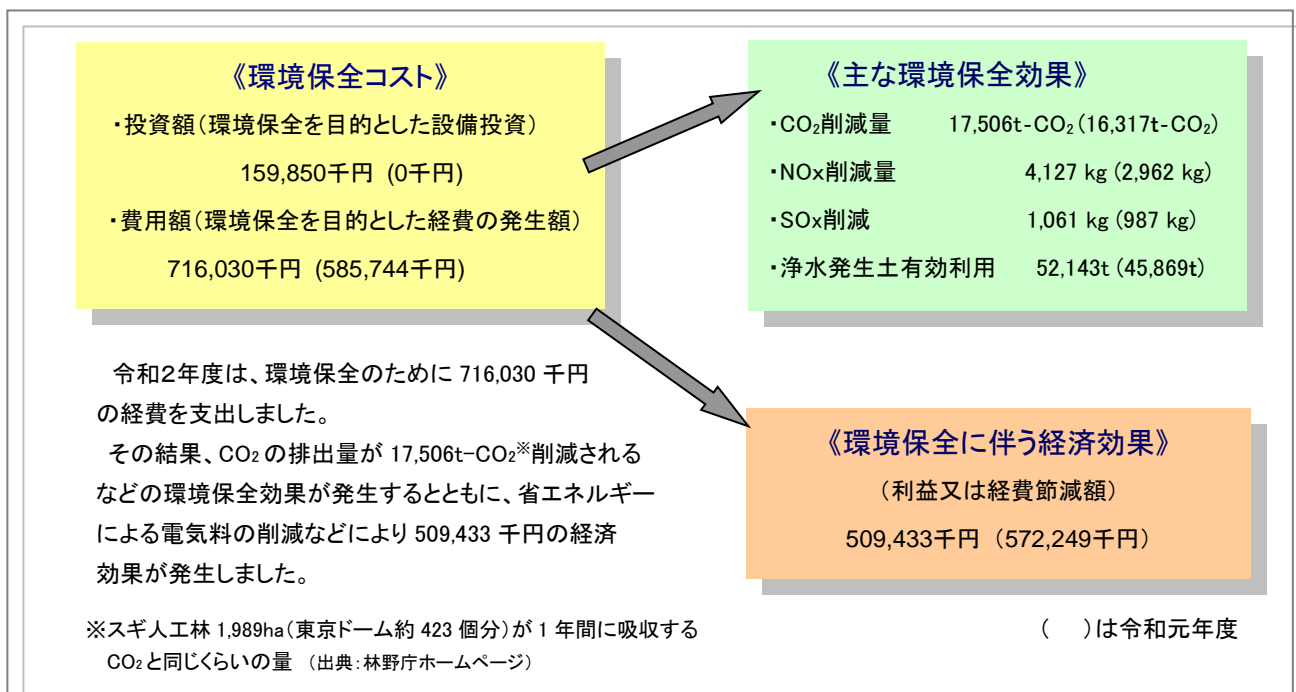 《環境保全コスト》
・投資額(環境保全を目的とした設備投資)
159,850千円 (0千円)
・費用額(環境保全を目的とした経費の発生額)
716,030千円 (585,744千円)
《主な環境保全効果》
・CO₂削減量 17,506t-CO₂(16,317t-CO₂)
・NOx削減量 4,127 kg (2,962 kg)
・SOx削減 1,061 kg (987 kg)
・浄水発生土有効利用 52,143t (45,869t)
令和2年度は、環境保全のために 716,030 千円
の経費を支出しました。
その結果、CO₂ の排出量が 17,506t-CO₂※削減される
などの環境保全効果が発生するとともに、省エネルギー
による電気料の削減などにより 509,433 千円の経済
効果が発生しました。
《環境保全に伴う経済効果》
(利益又は経費節減額)
509,433千円 (572,249千円)
※スギ人工林 1,989ha(東京ドーム約 423 個分)が 1 年間に吸収する
CO₂ と同じくらいの量 (出典:林野庁ホームページ)
( )は令和元年度